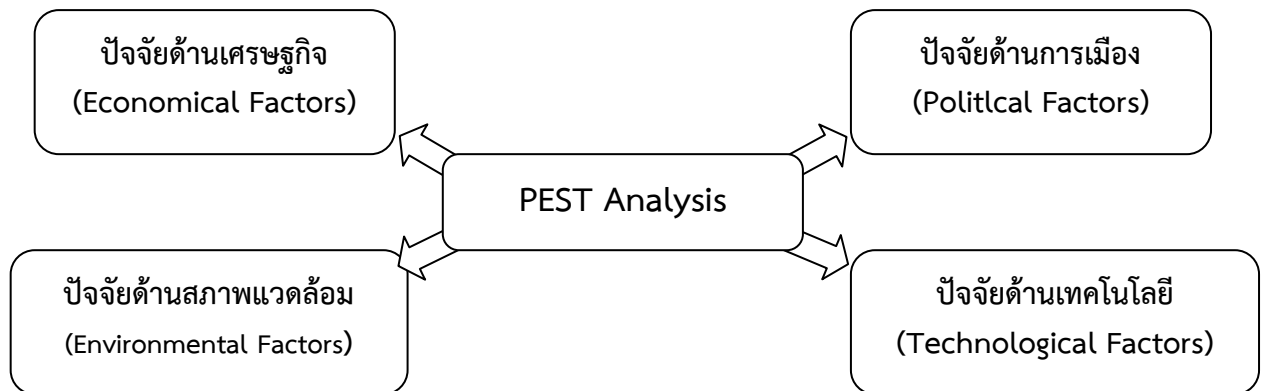 ปัจจัยด้านเศรษฐกิจ
(Economical Factors)
ปัจจัยด้านการเมือง
(Politlcal Factors)
PEST Analysis
ปัจจัยด้านสภาพแวดล้อม
(Environmental Factors)
ปัจจัยด้านเทคโนโลยี
(Technological Factors)